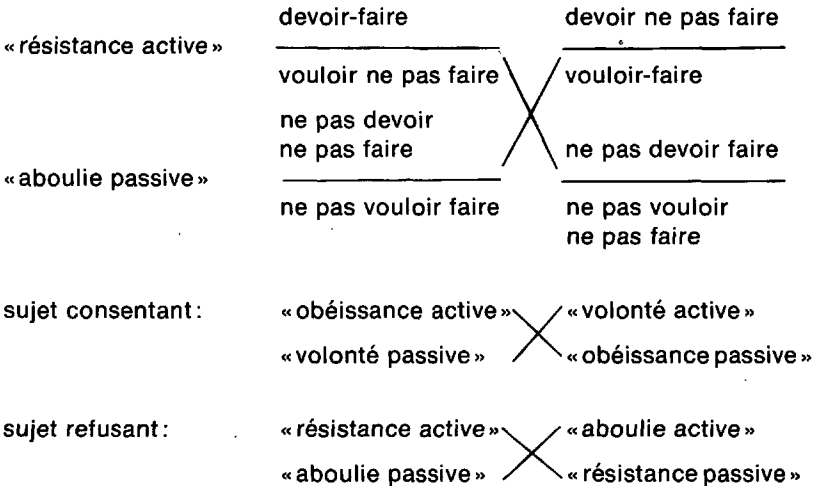 devoir-faire devoir ne pas faire
«résistance active»
vouloir ne pas faire vouloir-faire
ne pas devoir
ne pas faire ne pas devoir faire
«aboulie passive»
ne pas vouloir faire ne pas vouloir
ne pas faire
sujet consentant: «obéissance active» «volonté active»
«volonté passive» «obéissance passive»
sujet refusant: «résistance active» «aboulie active»
«aboulie passive» «résistance passive»